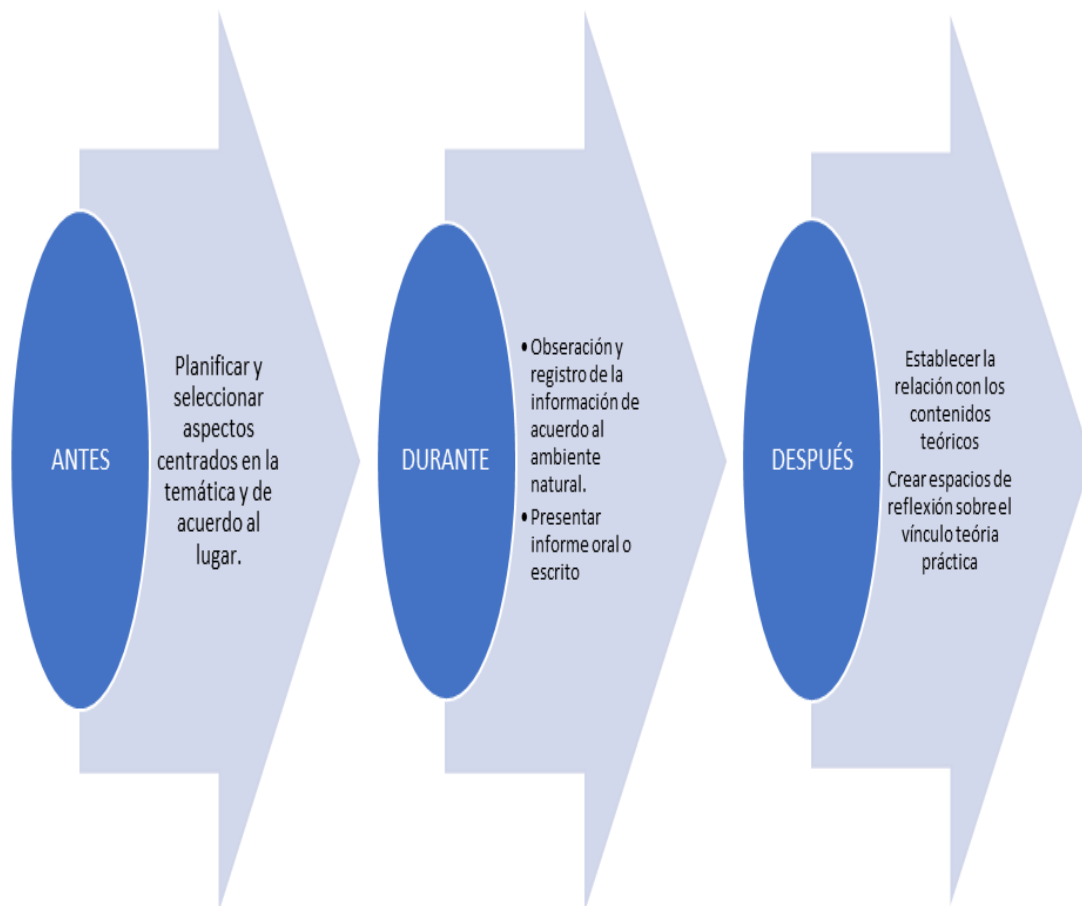 ANTES
Planificar y
seleccionar
aspectos
centrados en la
temática y de
acuerdo al
lugar.
DURANTE
• Obseración y
registro de la
información de
acuerdo al
ambiente
natural.
• Presentar
informe oral o
escrito
DESPUÉS
Establecer la
relación con los
contenidos
teóricos
Crear espacios de
reflexión sobre el
vínculo teória
práctica